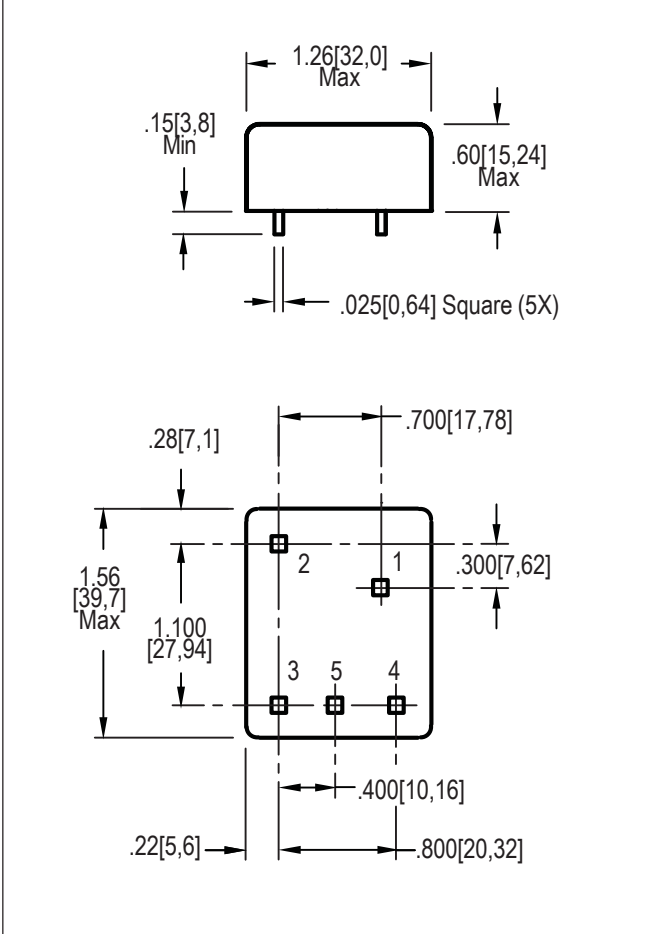 1.26[32,0]
Max
.15[3,8]
Min
.60[15,24]
Max
.025[0,64] Square (5X)
.700[17,78]
.28[7,1]
2
1
.300[7,62]
1.56
[39,7]
Max
1.100
[27,94]
3 5 4
.400[10,16]
.22[5,6]
.800[20,32]